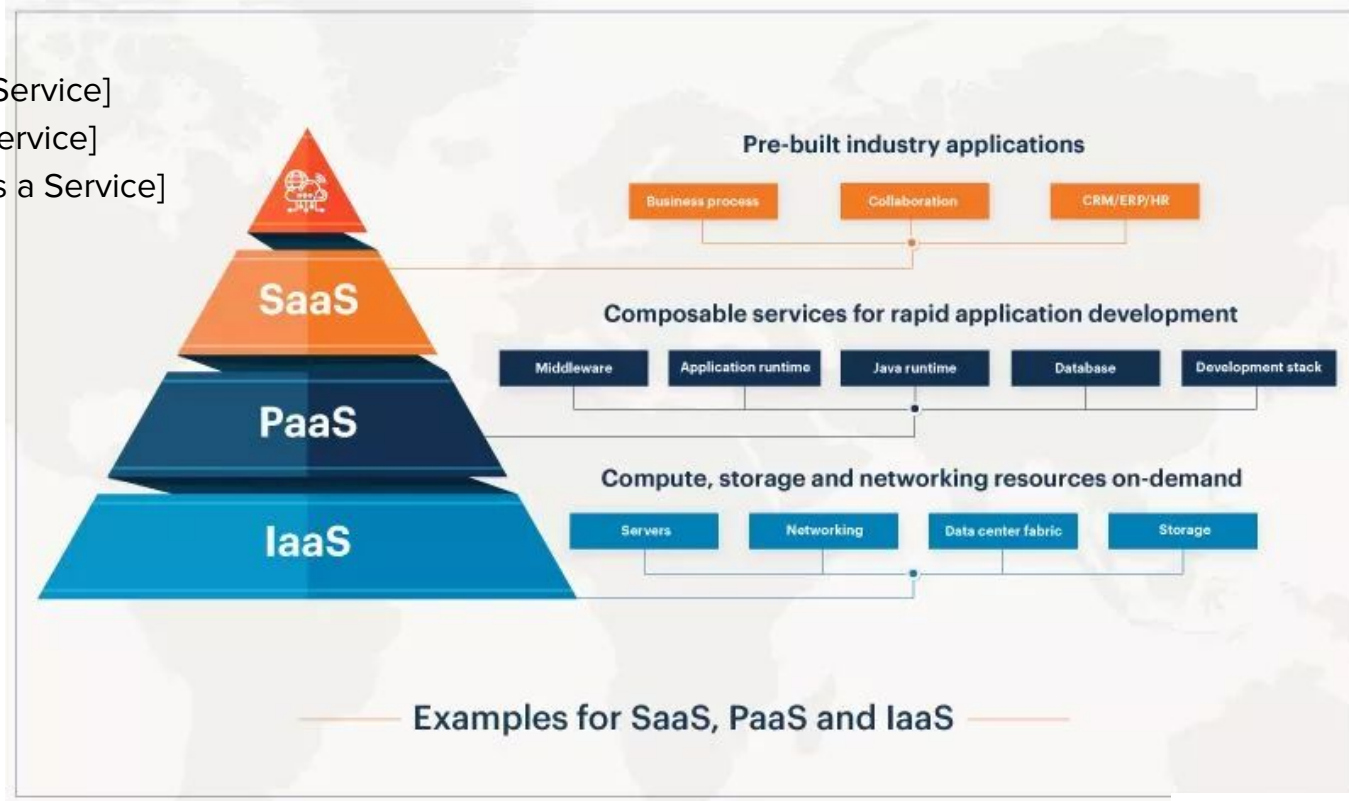 Service]
ervice]
s a Service]
Pre-built industry applications
Business process
Collaboration
CRM/ERP/HR
SaaS
Composable services for rapid application development
Middleware
Application runtime
Java runtime
Database
Development stack
PaaS
Compute, storage and networking resources on-demand
Servers
Networking
Data center fabric
Storage
IaaS
Examples for SaaS, PaaS and IaaS